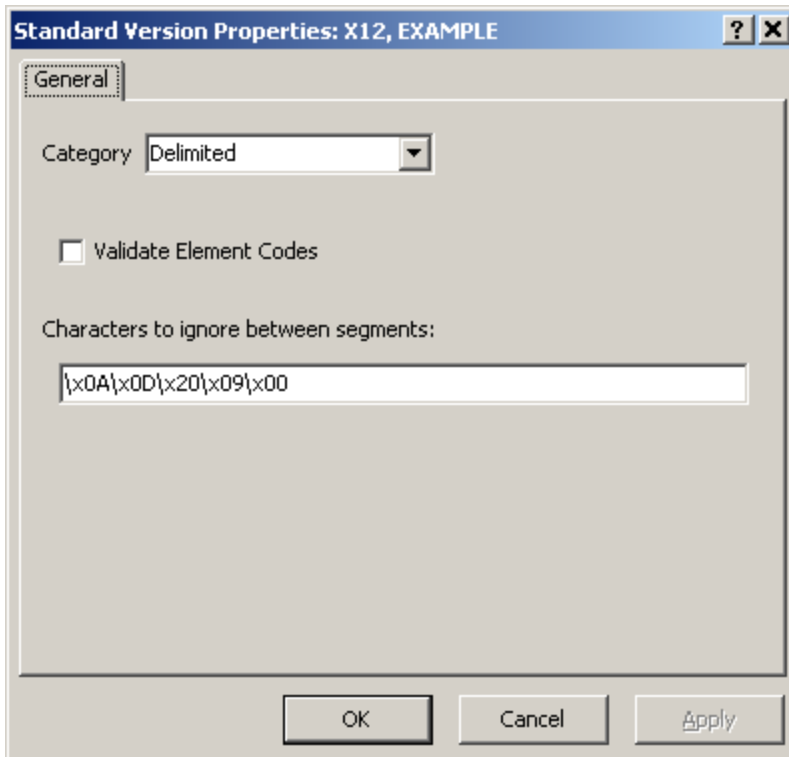 Standard Version Properties: X12, EXAMPLE
General
Category Delimited
Validate Element Codes
Characters to ignore between segments:
\x0A\x0D\x20\x09\x00
OK Cancel Apply